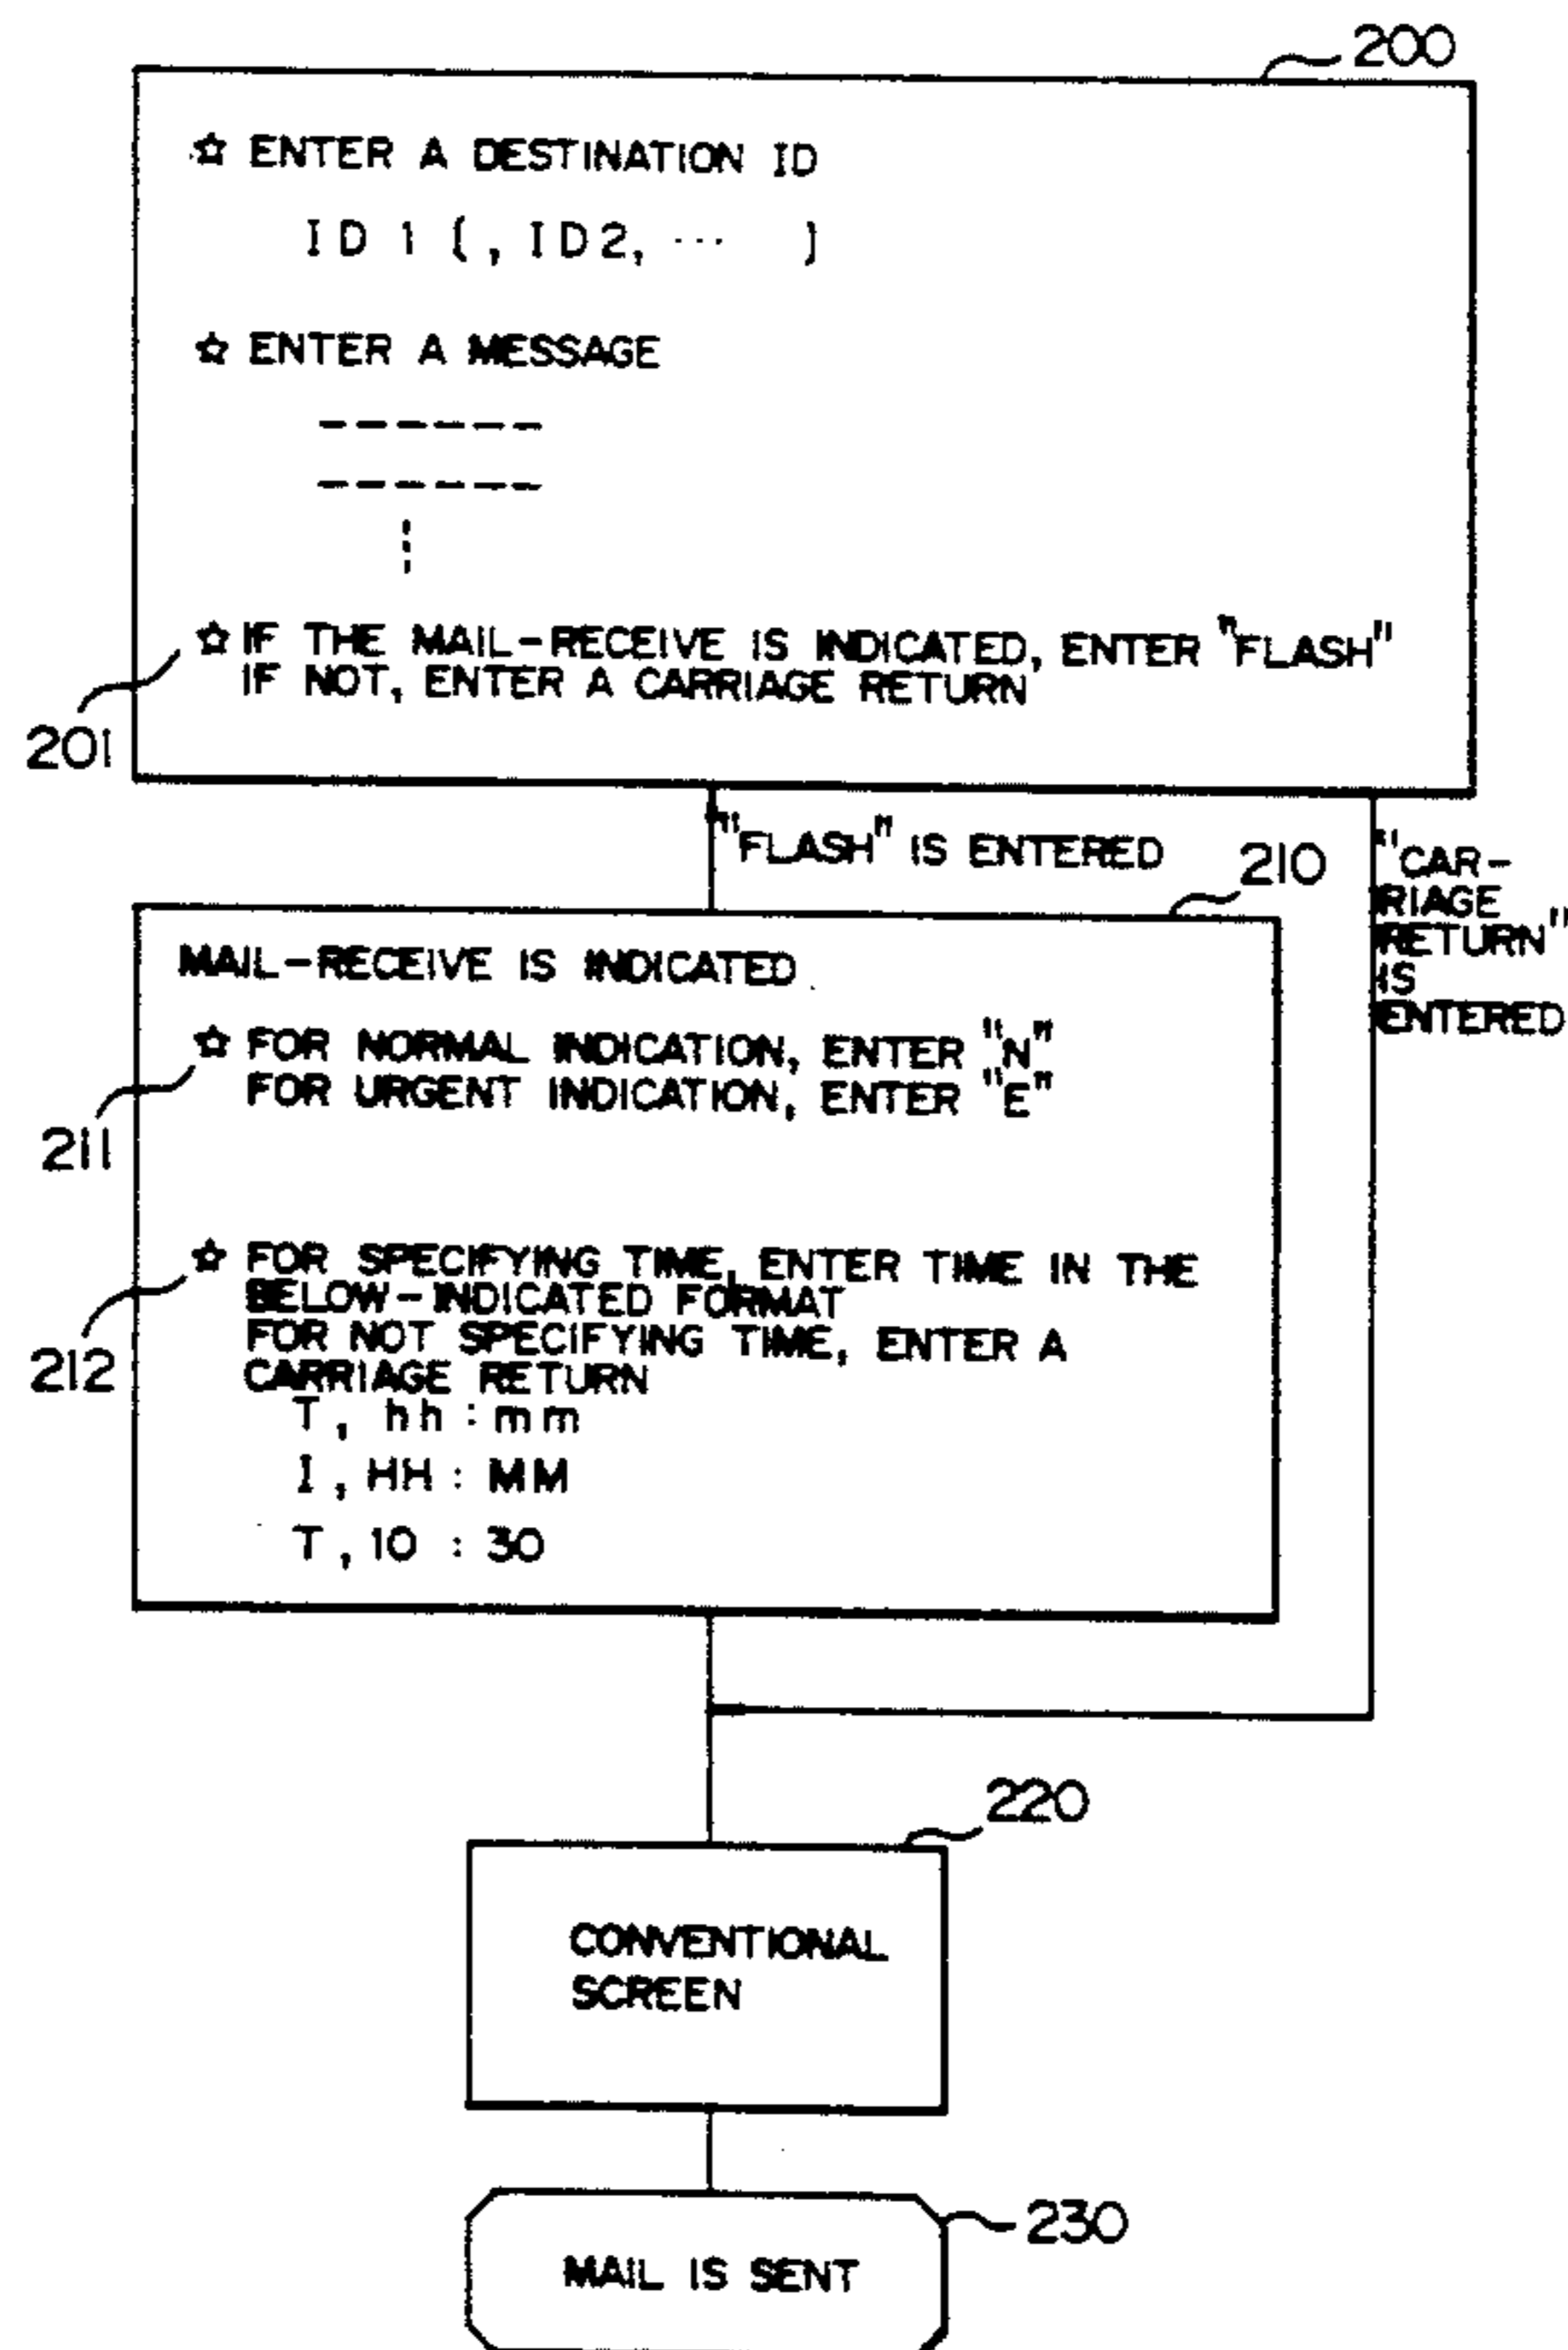 200
☆ ENTER A DESTINATION ID
ID 1 [, ID2, ··· ]
☆ ENTER A MESSAGE
☆ IF THE MAIL-RECEIVE IS INDICATED, ENTER "FLASH"
IF NOT, ENTER A CARRIAGE RETURN
201
"FLASH" IS ENTERED
210
"CAR-
RIAGE
RETURN"
IS
ENTERED
MAIL-RECEIVE IS INDICATED
☆ FOR NORMAL INDICATION, ENTER "N"
FOR URGENT INDICATION, ENTER "E"
211
☆ FOR SPECIFYING TIME, ENTER TIME IN THE
BELOW-INDICATED FORMAT
FOR NOT SPECIFYING TIME, ENTER A
CARRIAGE RETURN
212
T, hh : mm
I, HH : MM
T, 10 : 30
220
CONVENTIONAL
SCREEN
230
MAIL IS SENT